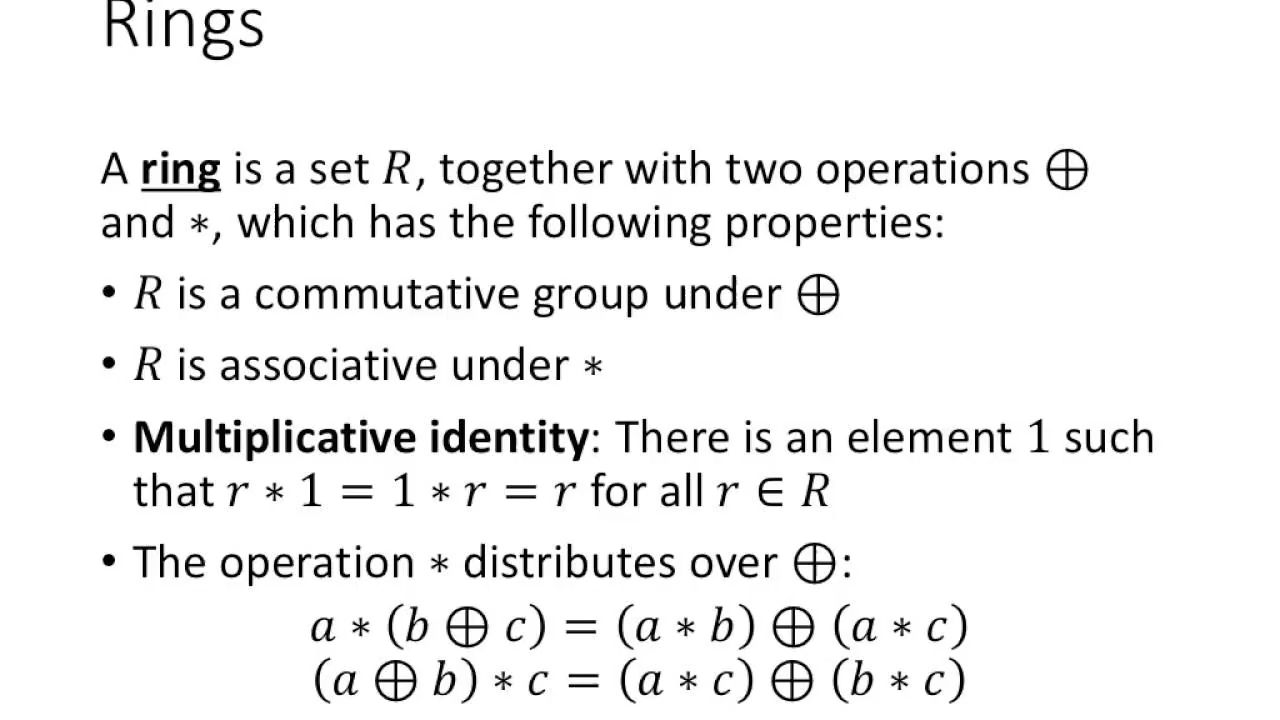 Rings
A ring is a set R, together with two operations ⊕
and ∗, which has the following properties:
• R is a commutative group under ⊕
• R is associative under ∗
• Multiplicative identity: There is an element 1 such
that r ∗ 1 = 1 ∗ r = r for all r ∈ R
• The operation ∗ distributes over ⊕:
a ∗ (b ⊕ c) = (a ∗ b) ⊕ (a ∗ c)
(a ⊕ b) ∗ c = (a ∗ c) ⊕ (b ∗ c)